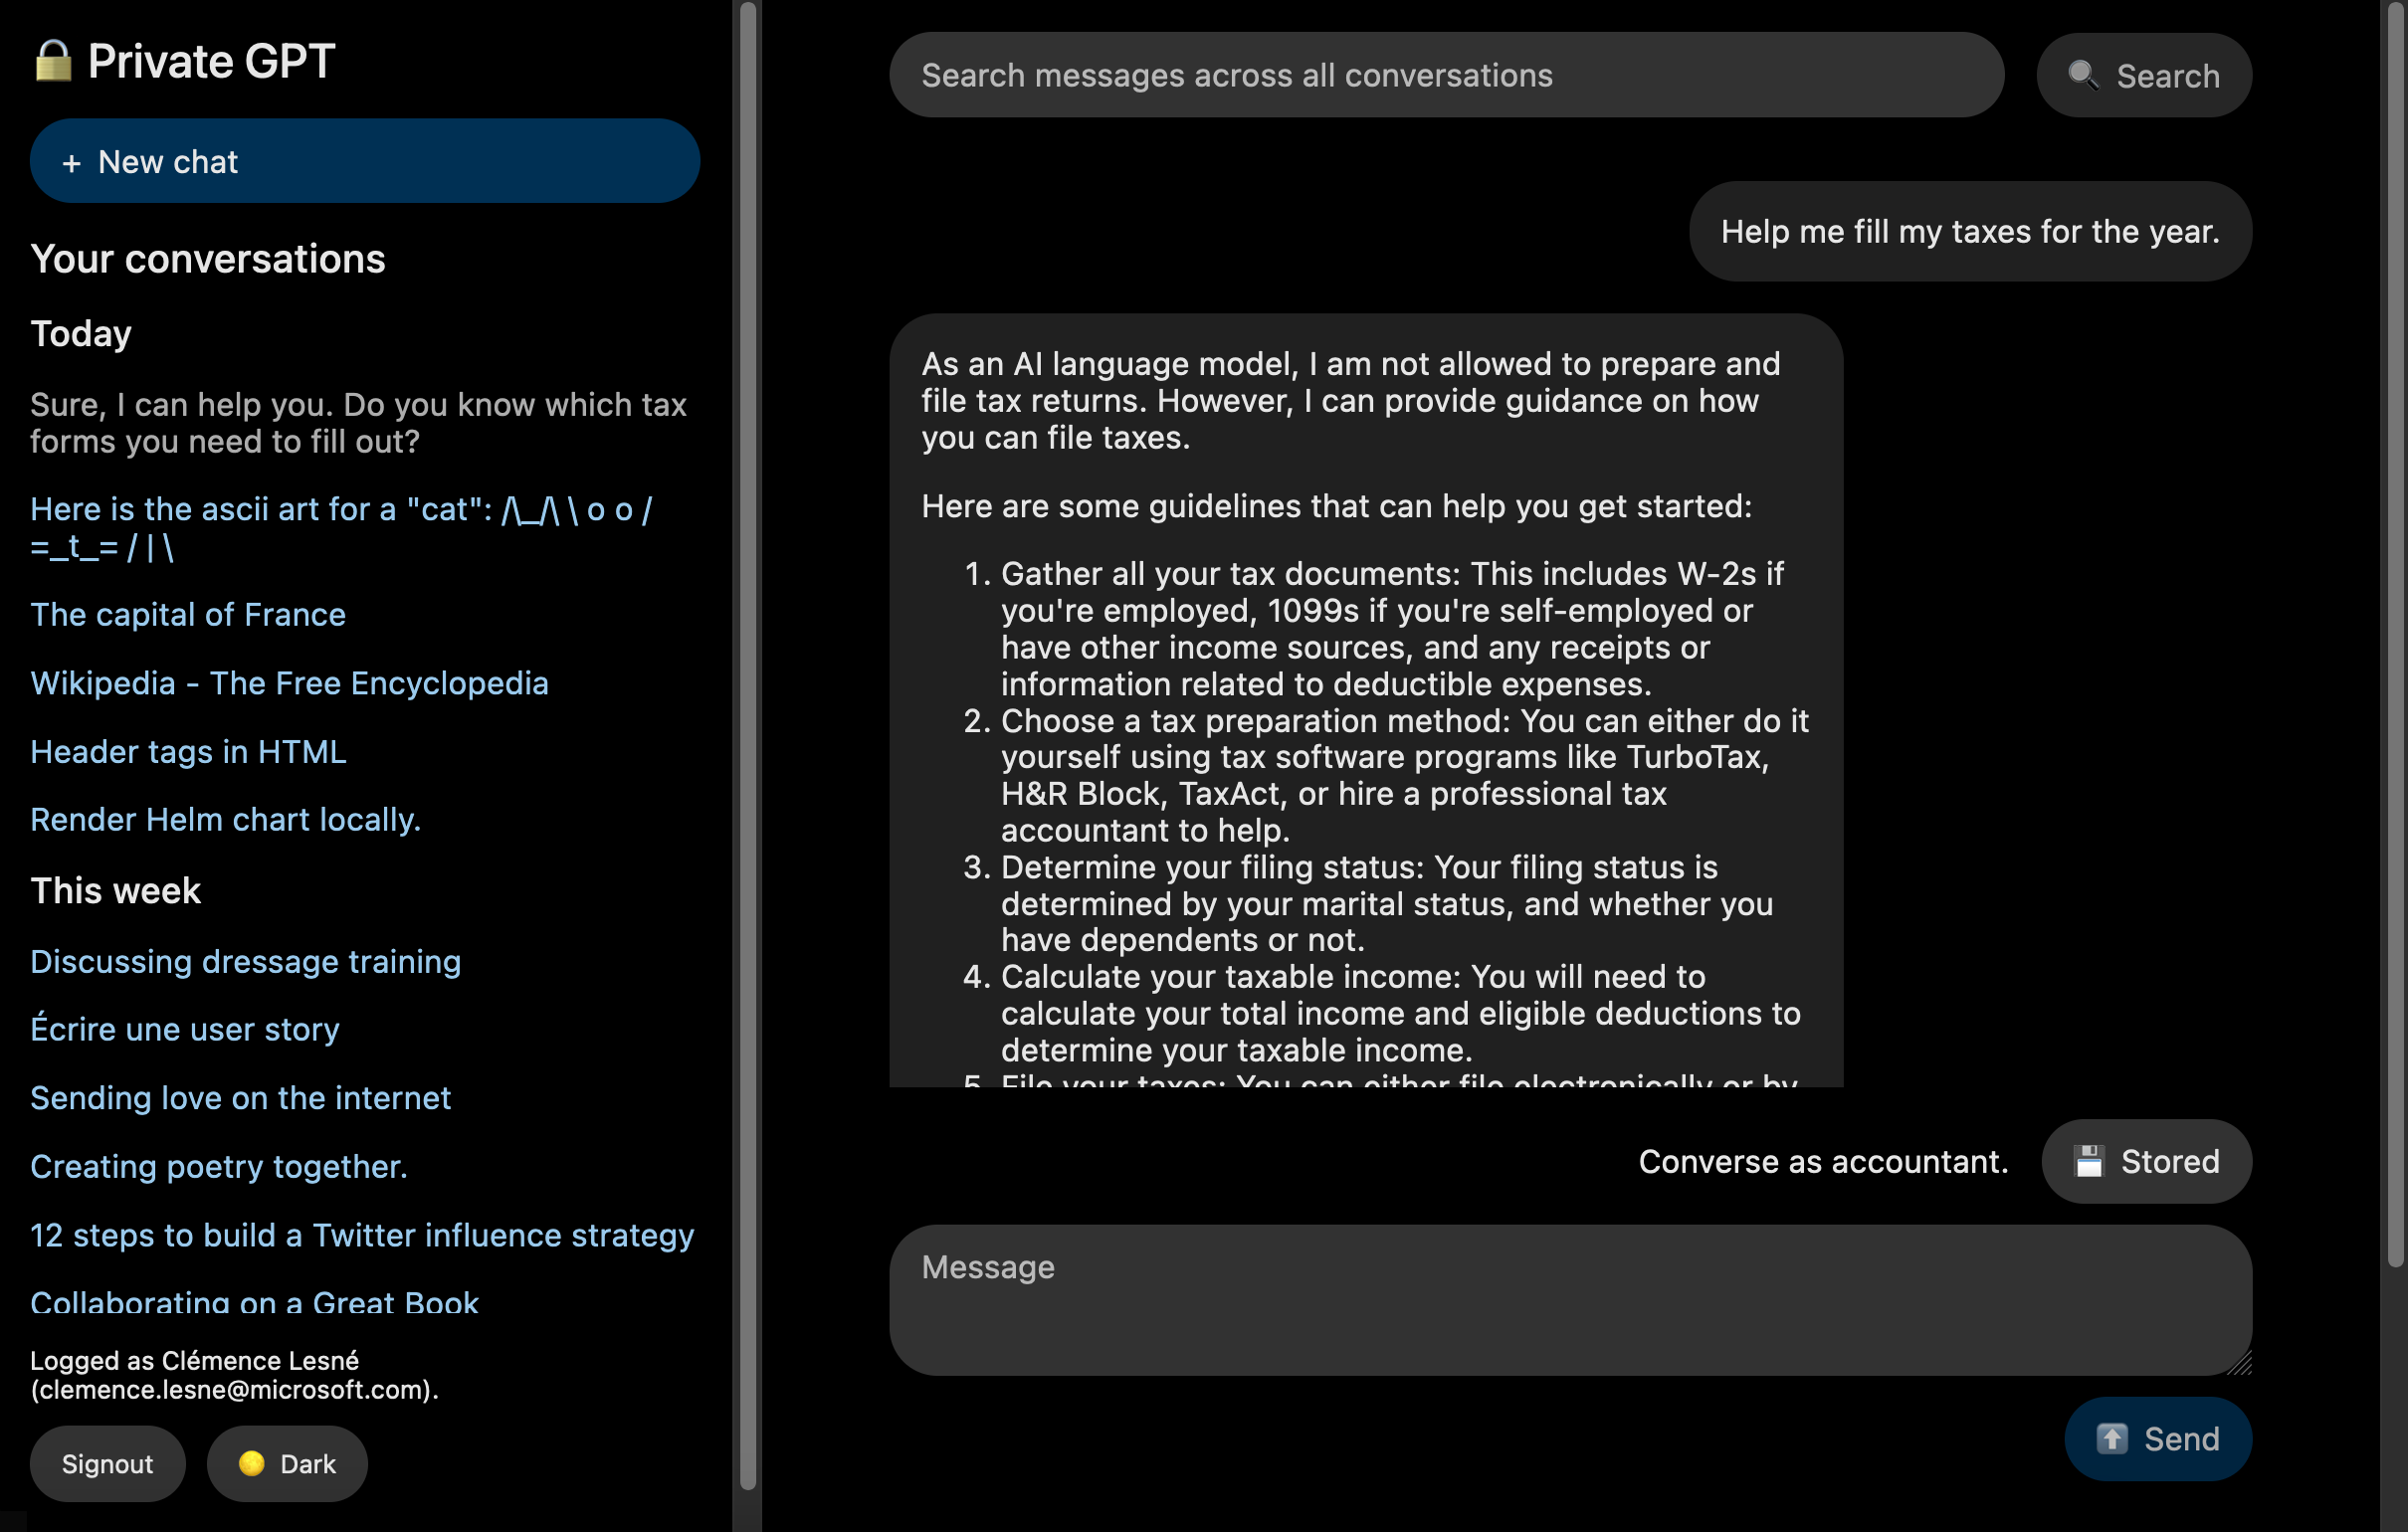 Private GPT
+ New chat
Your conversations
Today
Sure, I can help you. Do you know which tax
forms you need to fill out?
Here is the ascii art for a "cat": /\_/\ \ o o /
=_t_= / | \
The capital of France
Wikipedia - The Free Encyclopedia
Header tags in HTML
Render Helm chart locally.
This week
Discussing dressage training
Écrire une user story
Sending love on the internet
Creating poetry together.
12 steps to build a Twitter influence strategy
Collaborating on a Great Book
Logged as Clémence Lesné
(clemence.lesne@microsoft.com).
Signout
Dark
Search messages across all conversations
Search
Help me fill my taxes for the year.
As an AI language model, I am not allowed to prepare and
file tax returns. However, I can provide guidance on how
you can file taxes.
Here are some guidelines that can help you get started:
1. Gather all your tax documents: This includes W-2s if
you're employed, 1099s if you're self-employed or
have other income sources, and any receipts or
information related to deductible expenses.
2. Choose a tax preparation method: You can either do it
yourself using tax software programs like TurboTax,
H&R Block, TaxAct, or hire a professional tax
accountant to help.
3. Determine your filing status: Your filing status is
determined by your marital status, and whether you
have dependents or not.
4. Calculate your taxable income: You will need to
calculate your total income and eligible deductions to
determine your taxable income.
5. File your taxes: You can either file electronically or by
Converse as accountant.
Stored
Message
Send